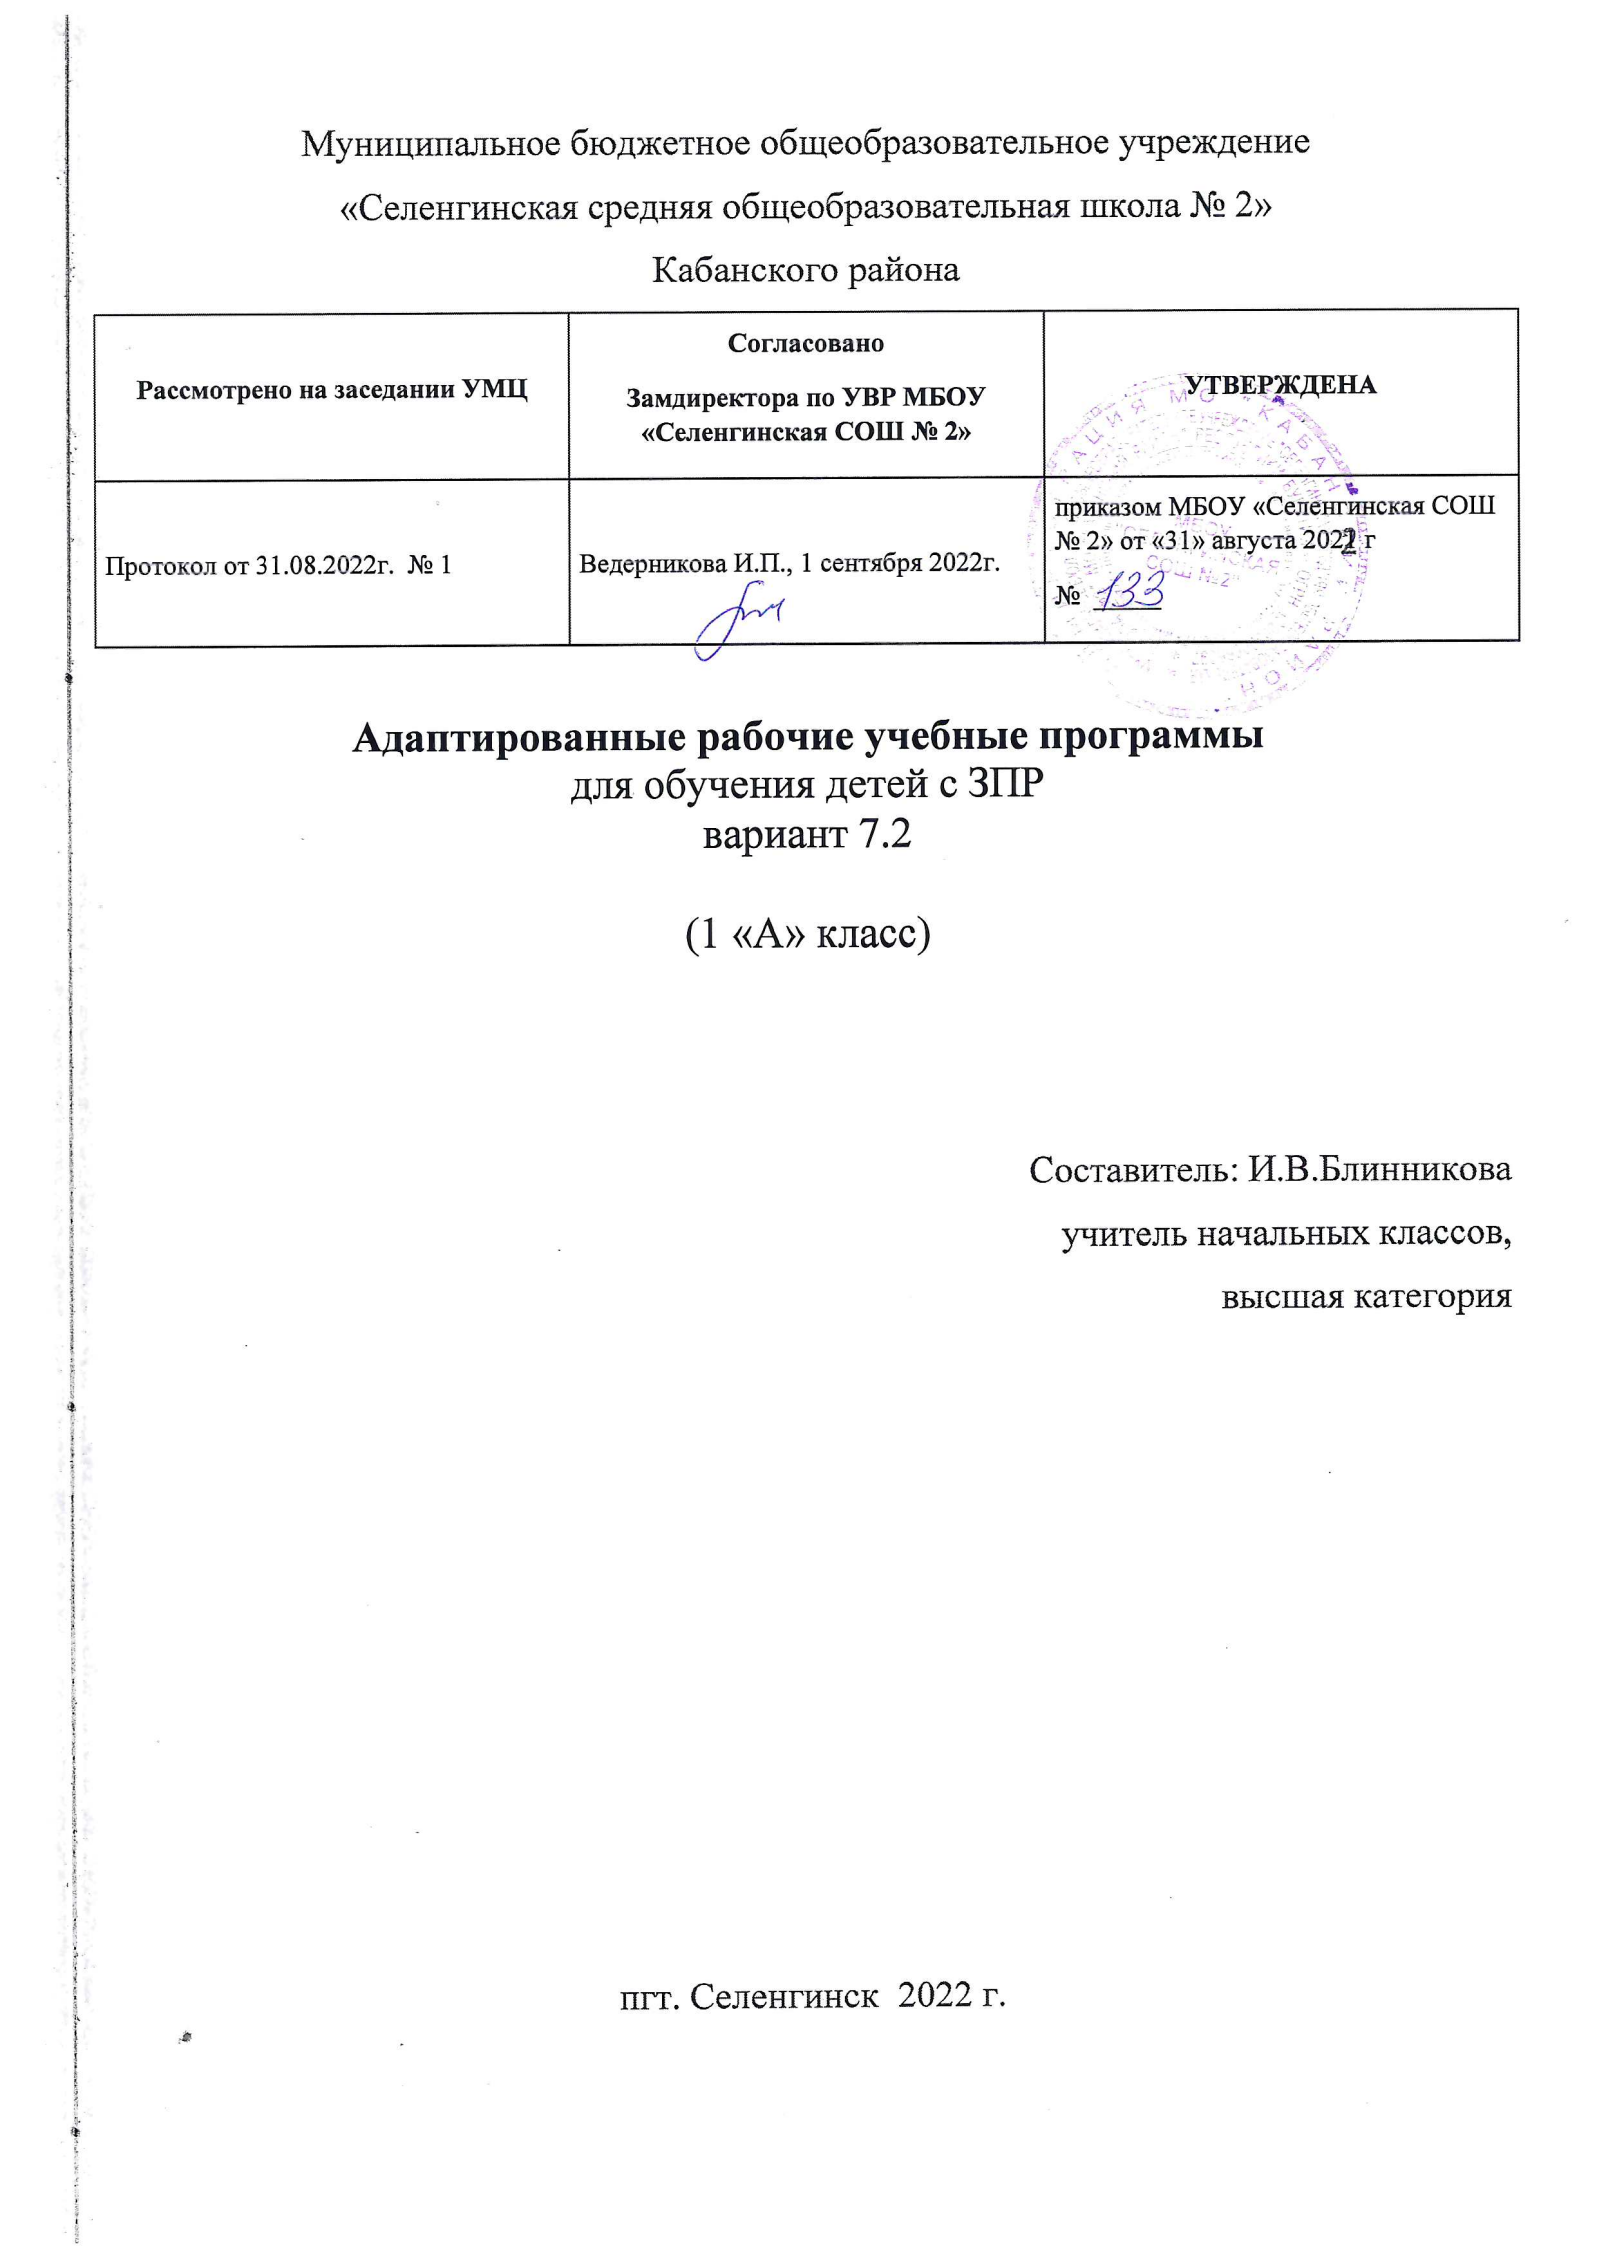 Муниципальное бюджетное общеобразовательное учреждение
«Селенгинская средняя общеобразовательная школа № 2»
Кабанского района
Рассмотрено на заседании УМЦ
Согласовано
Замдиректора по УВР МБОУ
«Селенгинская СОШ № 2»
УТВЕРЖДЕНА
Протокол от 31.08.2022г. № 1
Ведерникова И.П., 1 сентября 2022г.
приказом МБОУ «Селенгинская СОШ
№ 2» от «31» августа 2022 г
№ 133
Адаптированные рабочие учебные программы
для обучения детей с ЗПР
вариант 7.2
(1 «А» класс)
Составитель: И.В.Блинникова
учитель начальных классов,
высшая категория
пгт. Селенгинск 2022 г.